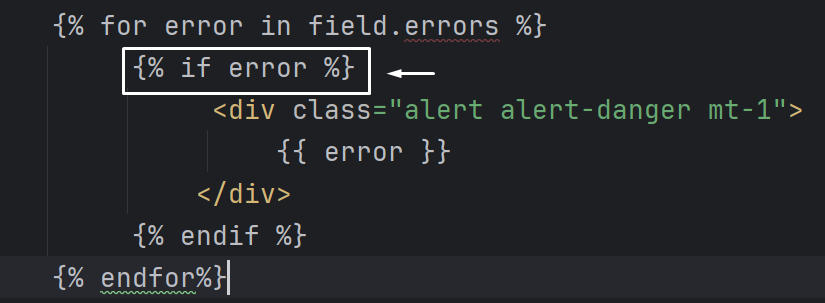 {% for error in field.errors %}
{% if error %}
<div class="alert alert-danger mt-1">
{{ error }}
</div>
{% endif %}
{% endfor%}